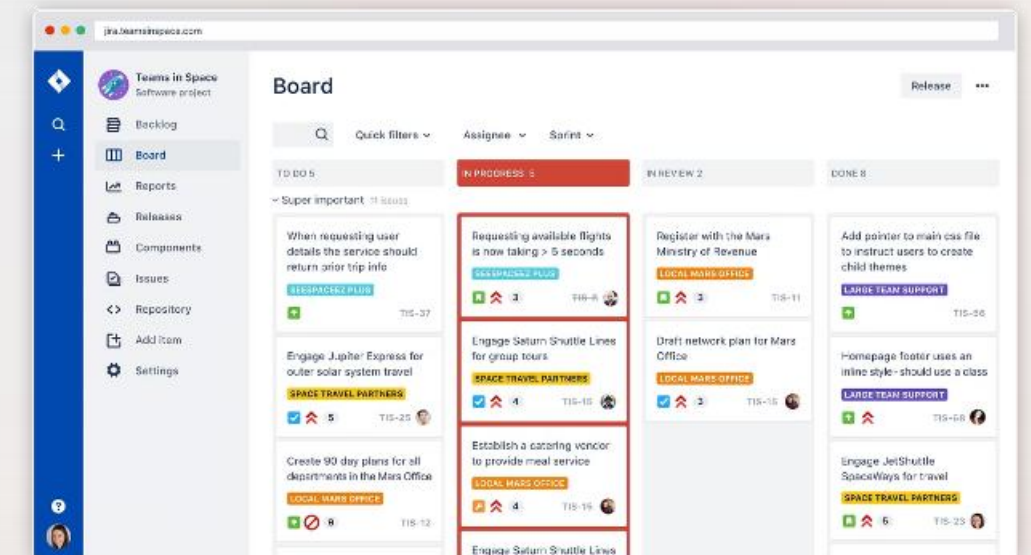 jira.teamsinspace.com
Teams in Space
Software project
Backlog
Board
Reports
Releases
Components
Issues
Repository
Add item
Settings
Board
Release
Quick filters
Assignee
Sprint
TO DO 5
IN PROGRESS 5
IN REVIEW 2
DONE 8
Super important 11 issues
When requesting user
details the service should
return prior trip info
SEESPACEEZ PLUS
TIS-37
Engage Jupiter Express for
outer solar system travel
SPACE TRAVEL PARTNERS
5 TIS-25
Create 90 day plans for all
departments in the Mars Office
LOCAL MARS OFFICE
9 TIS-12
Requesting available flights
is now taking > 5 seconds
SEESPACEEZ PLUS
3 TIS-8
Engage Saturn Shuttle Lines
for group tours
SPACE TRAVEL PARTNERS
4 TIS-15
Establish a catering vendor
to provide meal service
LOCAL MARS OFFICE
4 TIS-15
Engage Saturn Shuttle Lines
Register with the Mars
Ministry of Revenue
LOCAL MARS OFFICE
3 TIS-11
Draft network plan for Mars
Office
LOCAL MARS OFFICE
3 TIS-15
Add pointer to main css file
to instruct users to create
child themes
LARGE TEAM SUPPORT
Homepage footer uses an
inline style - should use a class
LARGE TEAM SUPPORT
TIS-68
Engage JetShuttle
SpaceWays for travel
SPACE TRAVEL PARTNERS
5 TIS-23